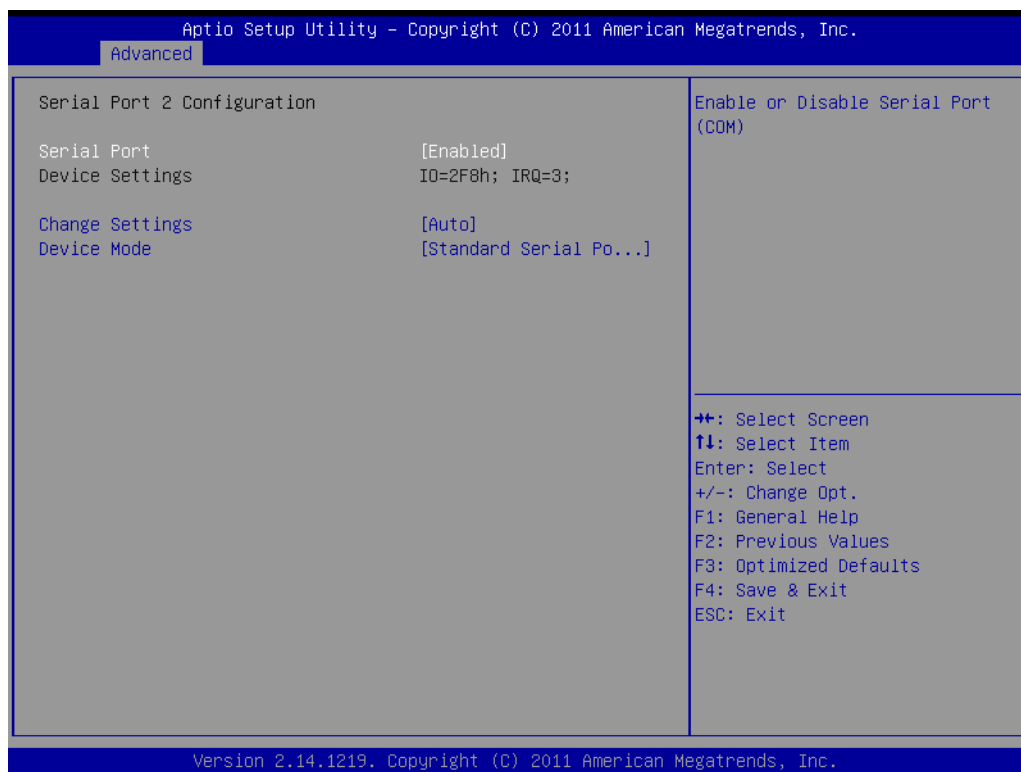 Aptio Setup Utility – Copyright (C) 2011 American Megatrends, Inc.
Advanced
Serial Port 2 Configuration
Serial Port [Enabled]
Device Settings IO=2F8h; IRQ=3;
Change Settings [Auto]
Device Mode [Standard Serial Po...]
Enable or Disable Serial Port
(COM)
→←: Select Screen
↑↓: Select Item
Enter: Select
+/-: Change Opt.
F1: General Help
F2: Previous Values
F3: Optimized Defaults
F4: Save & Exit
ESC: Exit
Version 2.14.1219. Copyright (C) 2011 American Megatrends, Inc.